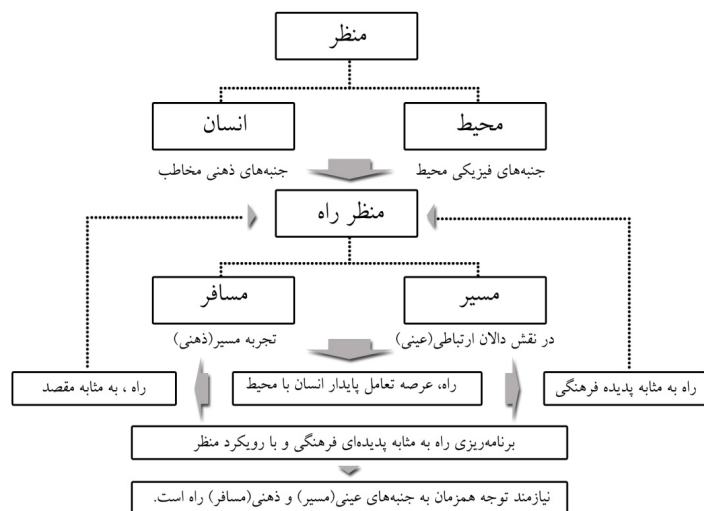 منظر
محیط
انسان
جنبه‌های فیزیکی محیط
جنبه‌های ذهنی مخاطب
منظر راه
مسیر
مسافر
در نقش دالان ارتباطی(عینی)
تجربه مسیر(ذهنی)
راه به مثابه پدیده فرهنگی
راه، عرصه تعامل پایدار انسان با محیط
راه ، به مثابه مقصد
برنامه‌ریزی راه به مثابه پدیده‌ای فرهنگی و با رویکرد منظر
نیازمند توجه همزمان به جنبه‌های عینی(مسیر) و ذهنی(مسافر) راه است.